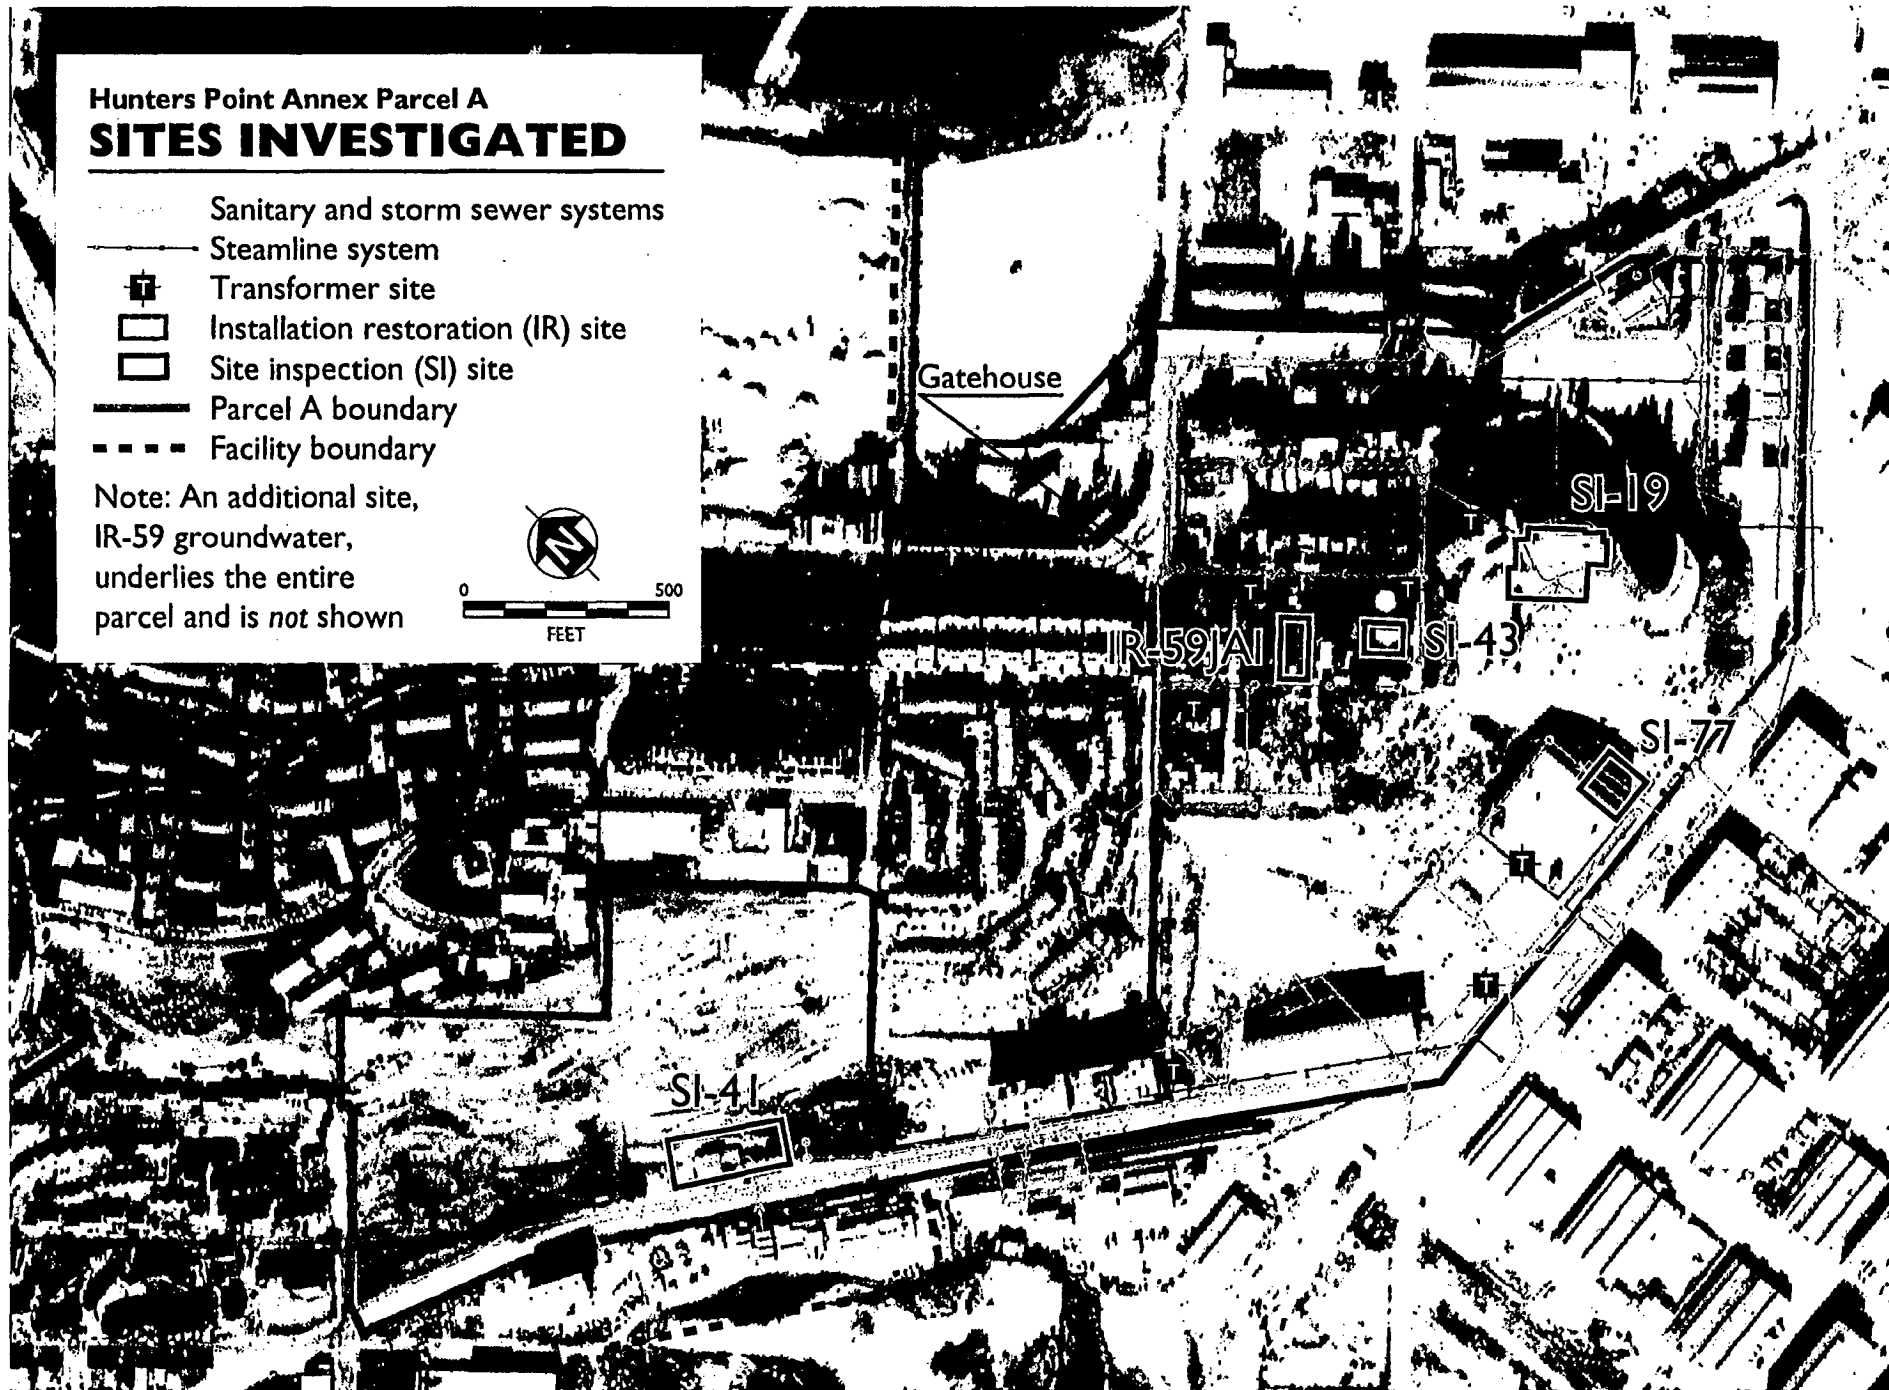 Hunters Point Annex Parcel A
SITES INVESTIGATED
Sanitary and storm sewer systems
Steamline system
T
Transformer site
Installation restoration (IR) site
Site inspection (SI) site
Parcel A boundary
Facility boundary
Note: An additional site,
IR-59 groundwater,
underlies the entire
parcel and is not shown
N
0 500
FEET
Gatehouse
SI-19
T
T
T
IR-59JAI
SI-43
T
SI-77
T
T
T
SI-41